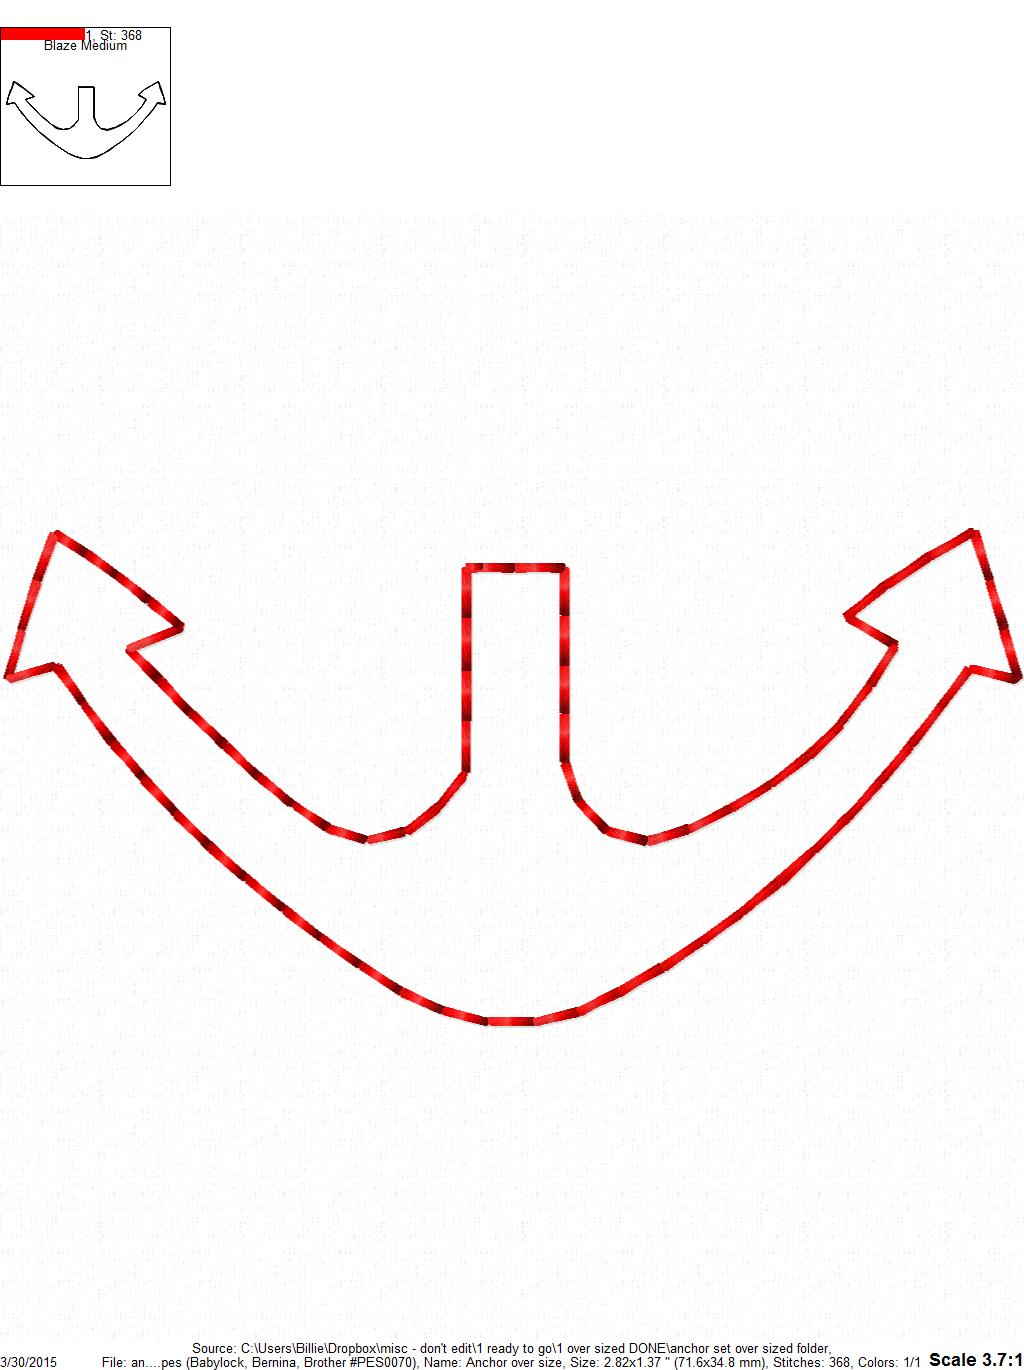 1, St: 368
Blaze Medium
Source: C:\Users\Billie\Dropbox\misc - don't edit\1 ready to go\1 over sized DONE\anchor set over sized folder,
3/30/2015 File: an....pes (Babylock, Bernina, Brother #PES0070), Name: Anchor over size, Size: 2.82x1.37 " (71.6x34.8 mm), Stitches: 368, Colors: 1/1 Scale 3.7:1